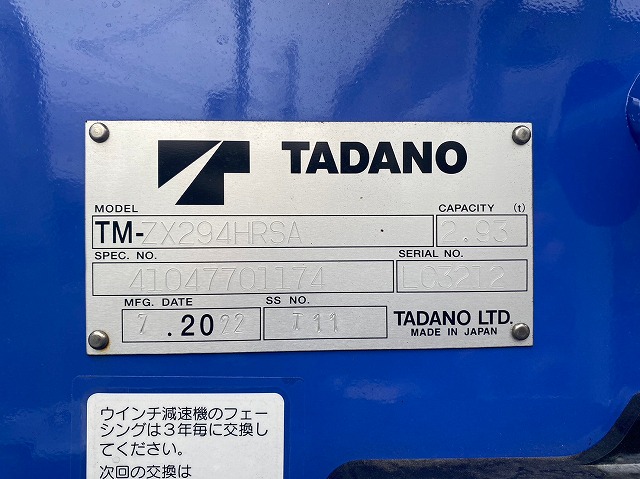 TADANO
MODEL
CAPACITY (t)
TM-ZX294HRSA
2.93
SPEC. NO.
SERIAL NO.
41047701174
LC3212
MFG. DATE
SS NO.
7.2022
T11
TADANO LTD.
MADE IN JAPAN
ウインチ減速機のフェー
シングは3年毎に交換し
てください。
次回の交換は